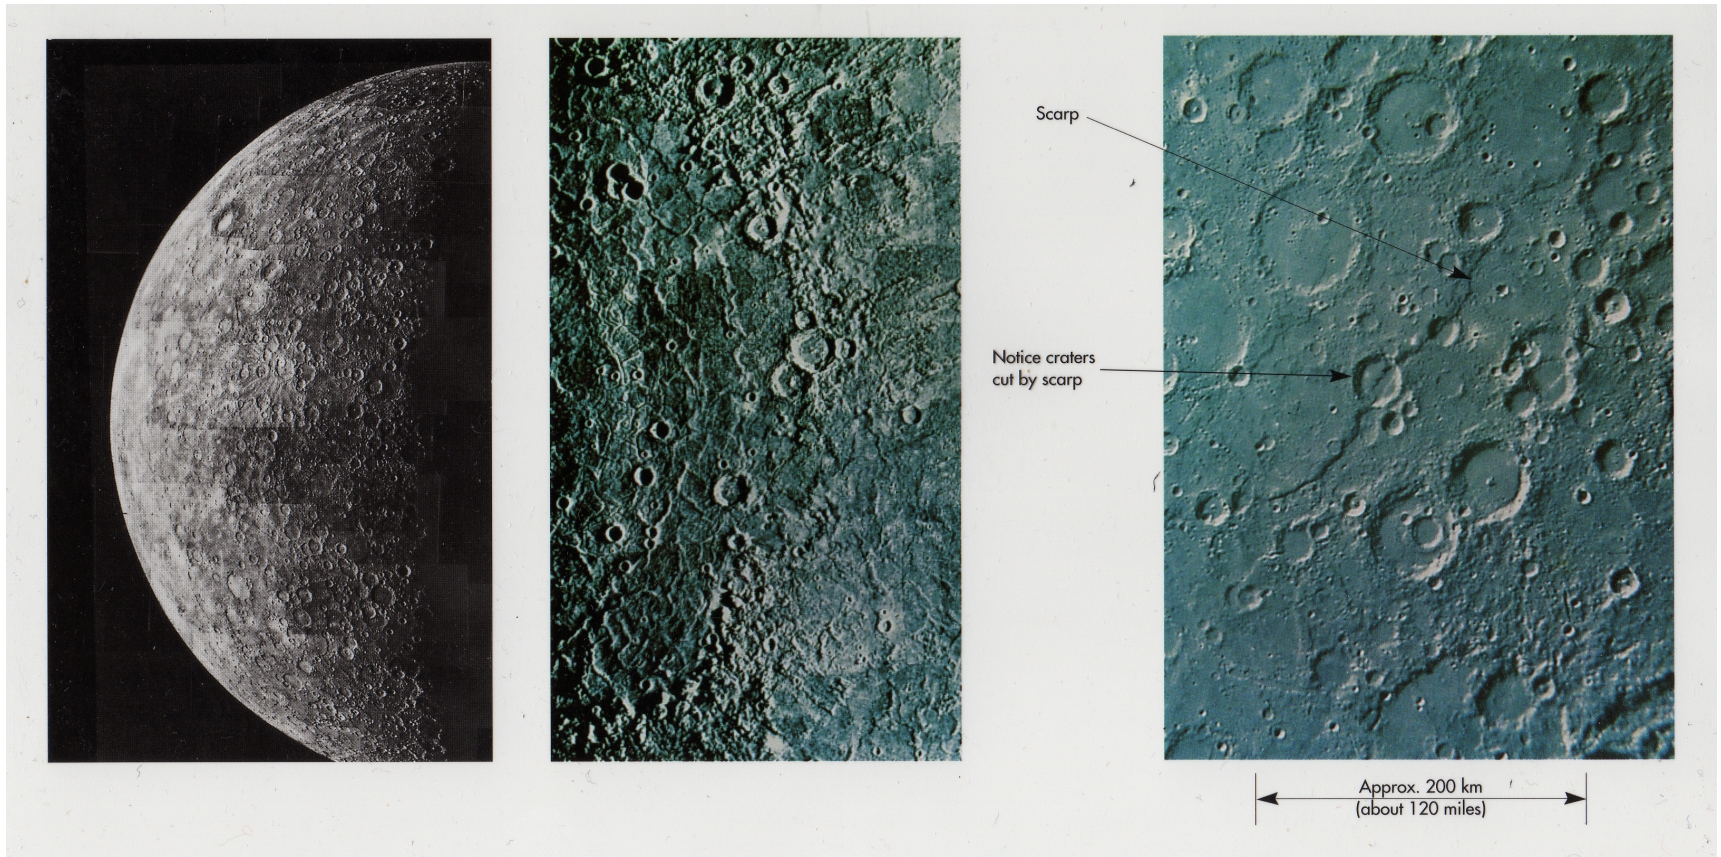 Scarp
Notice craters
cut by scarp
Approx. 200 km
(about 120 miles)